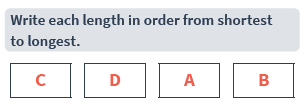 Write each length in order from shortest
to longest.
C D A B